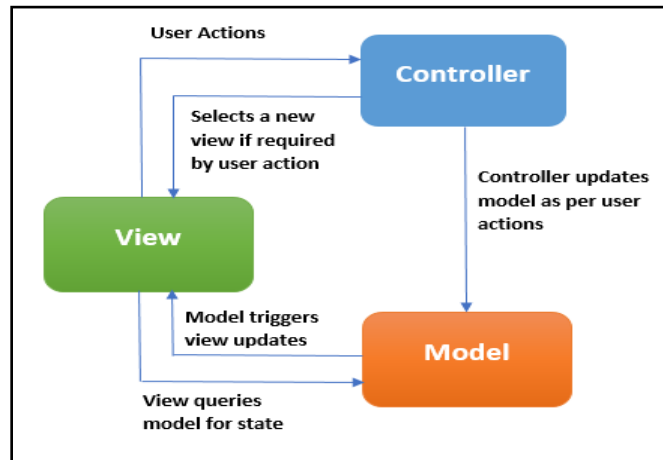 User Actions
Controller
Selects a new
view if required
by user action
Controller updates
model as per user
actions
View
Model triggers
view updates
Model
View queries
model for state